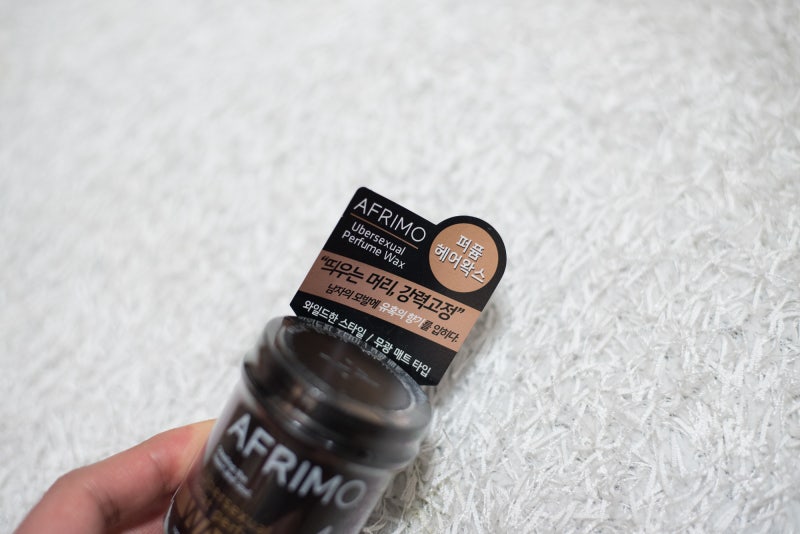 AFRIMO
Ubersexual
Perfume Wax
퍼퓸
헤어왁스
"띄우는 머리, 강력고정"
남자의 모발에 유혹의 향기를 입히다.
와일드한 스타일 / 무광 매트 타입
AFRIMO